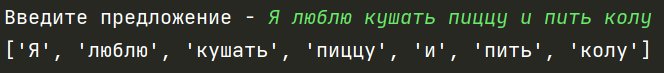 Введите предложение - Я люблю кушать пиццу и пить колу
['Я', 'люблю', 'кушать', 'пиццу', 'и', 'пить', 'колу']